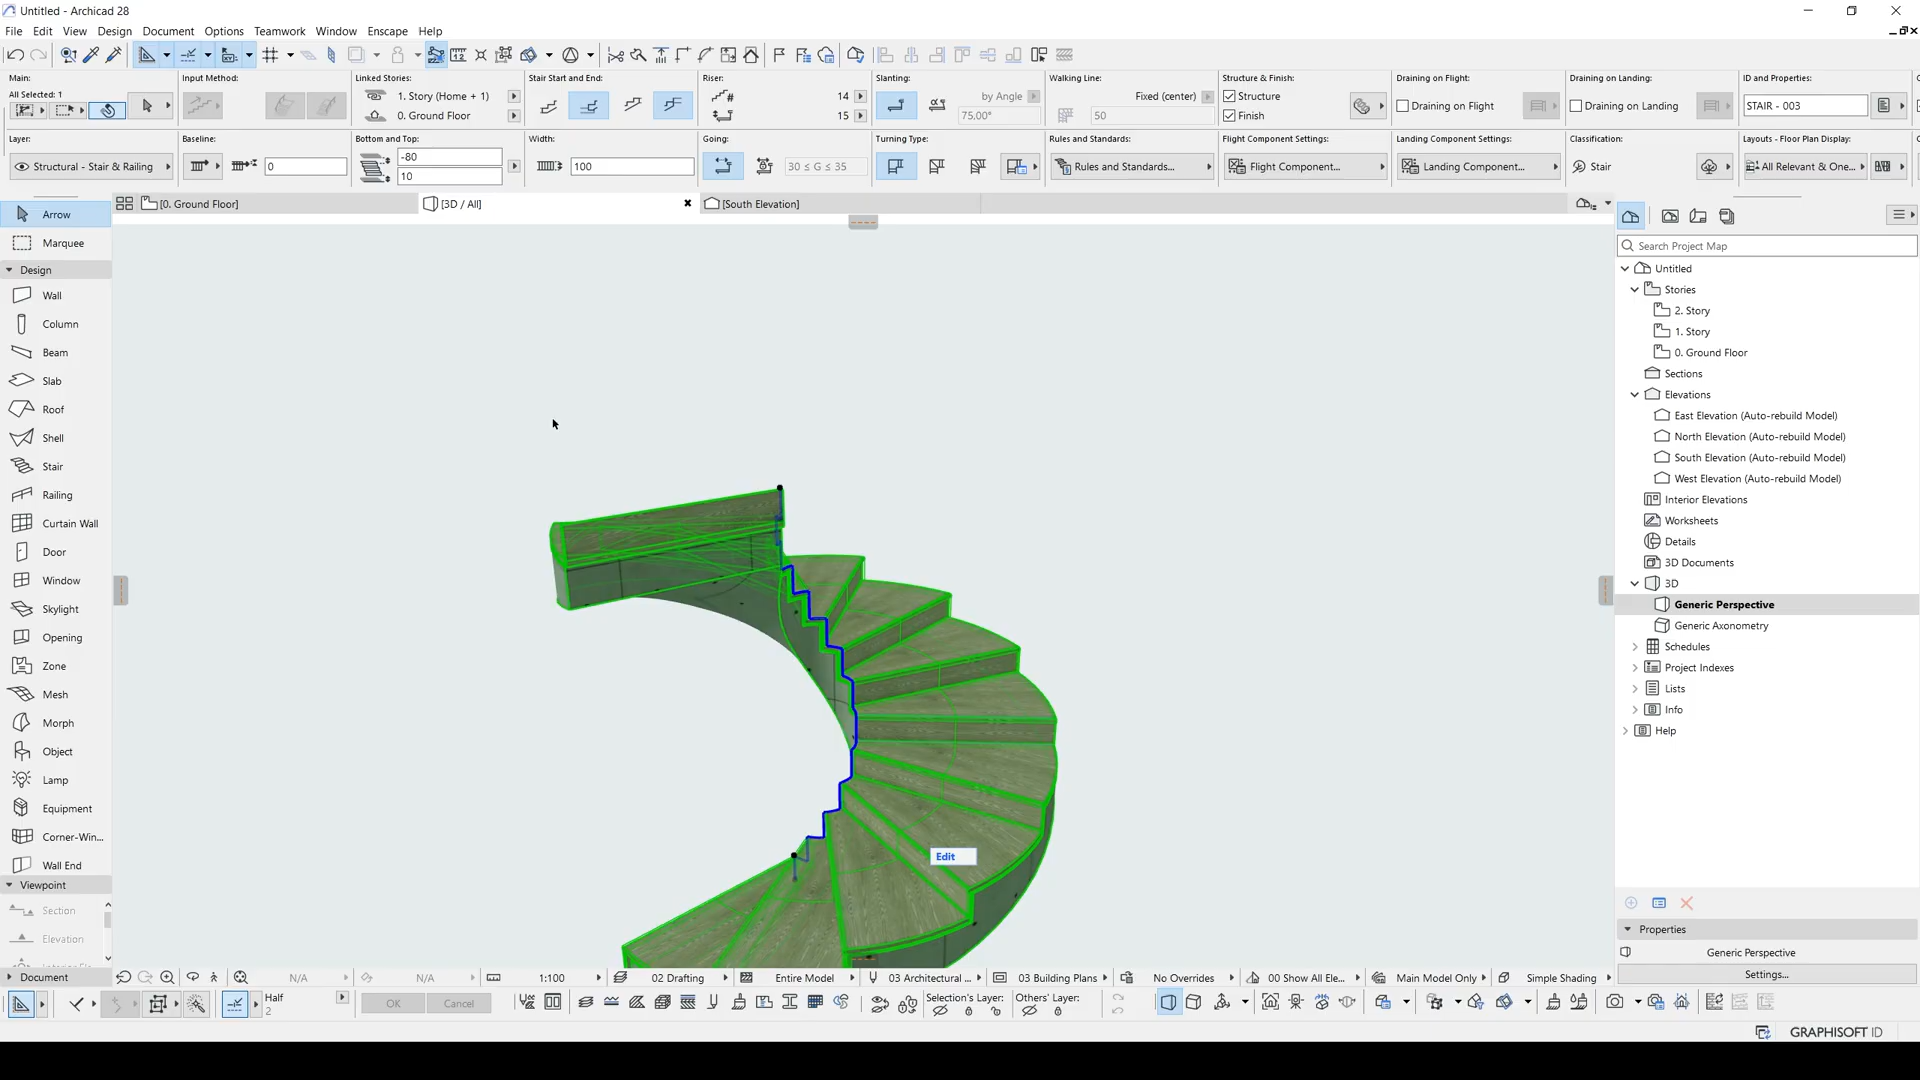 Untitled - Archicad 28
File Edit View Design Document Options Teamwork Window Enscape Help
Main:
All Selected: 1
Input Method:
Linked Stories:
1. Story (Home + 1)
0. Ground Floor
Stair Start and End:
Riser:
14
15
Slanting:
by Angle
75,00°
Walking Line:
Fixed (center)
50
Structure & Finish:
Structure
Finish
Draining on Flight:
Draining on Flight
Draining on Landing:
Draining on Landing
ID and Properties:
STAIR - 003
Layer:
Structural - Stair & Railing
Baseline:
0
Bottom and Top:
-80
10
Width:
100
Going:
30 ≤ G ≤ 35
Turning Type:
Rules and Standards:
Rules and Standards...
Flight Component Settings:
Flight Component...
Landing Component Settings:
Landing Component...
Classification:
Stair
Layouts - Floor Plan Display:
All Relevant & One...
[0. Ground Floor]
[3D / All]
[South Elevation]
Arrow
Marquee
Design
Wall
Column
Beam
Slab
Roof
Shell
Stair
Railing
Curtain Wall
Door
Window
Skylight
Opening
Zone
Mesh
Morph
Object
Lamp
Equipment
Corner-Win...
Wall End
Viewpoint
Section
Elevation
Document
Edit
Search Project Map
Untitled
Stories
2. Story
1. Story
0. Ground Floor
Sections
Elevations
East Elevation (Auto-rebuild Model)
North Elevation (Auto-rebuild Model)
South Elevation (Auto-rebuild Model)
West Elevation (Auto-rebuild Model)
Interior Elevations
Worksheets
Details
3D Documents
3D
Generic Perspective
Generic Axonometry
Schedules
Project Indexes
Lists
Info
Help
Properties
Generic Perspective
Settings...
N/A
N/A
1:100
02 Drafting
Entire Model
03 Architectural ...
03 Building Plans
No Overrides
00 Show All Ele...
Main Model Only
Simple Shading
Half
2
OK
Cancel
Selection's Layer:
Others' Layer:
GRAPHISOFT ID